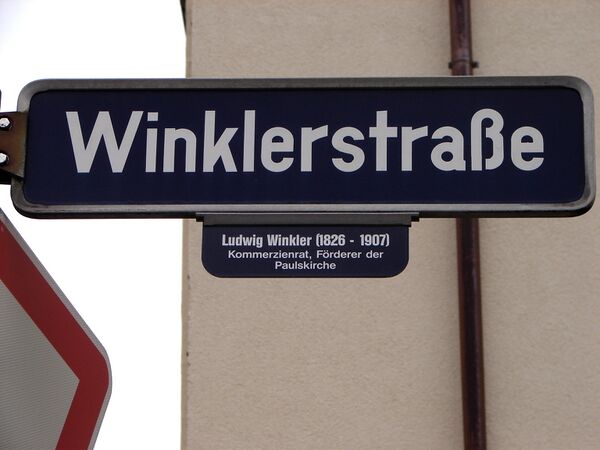 Winklerstraße
Ludwig Winkler (1826 - 1907)
Kommerzienrat, Förderer der
Paulskirche